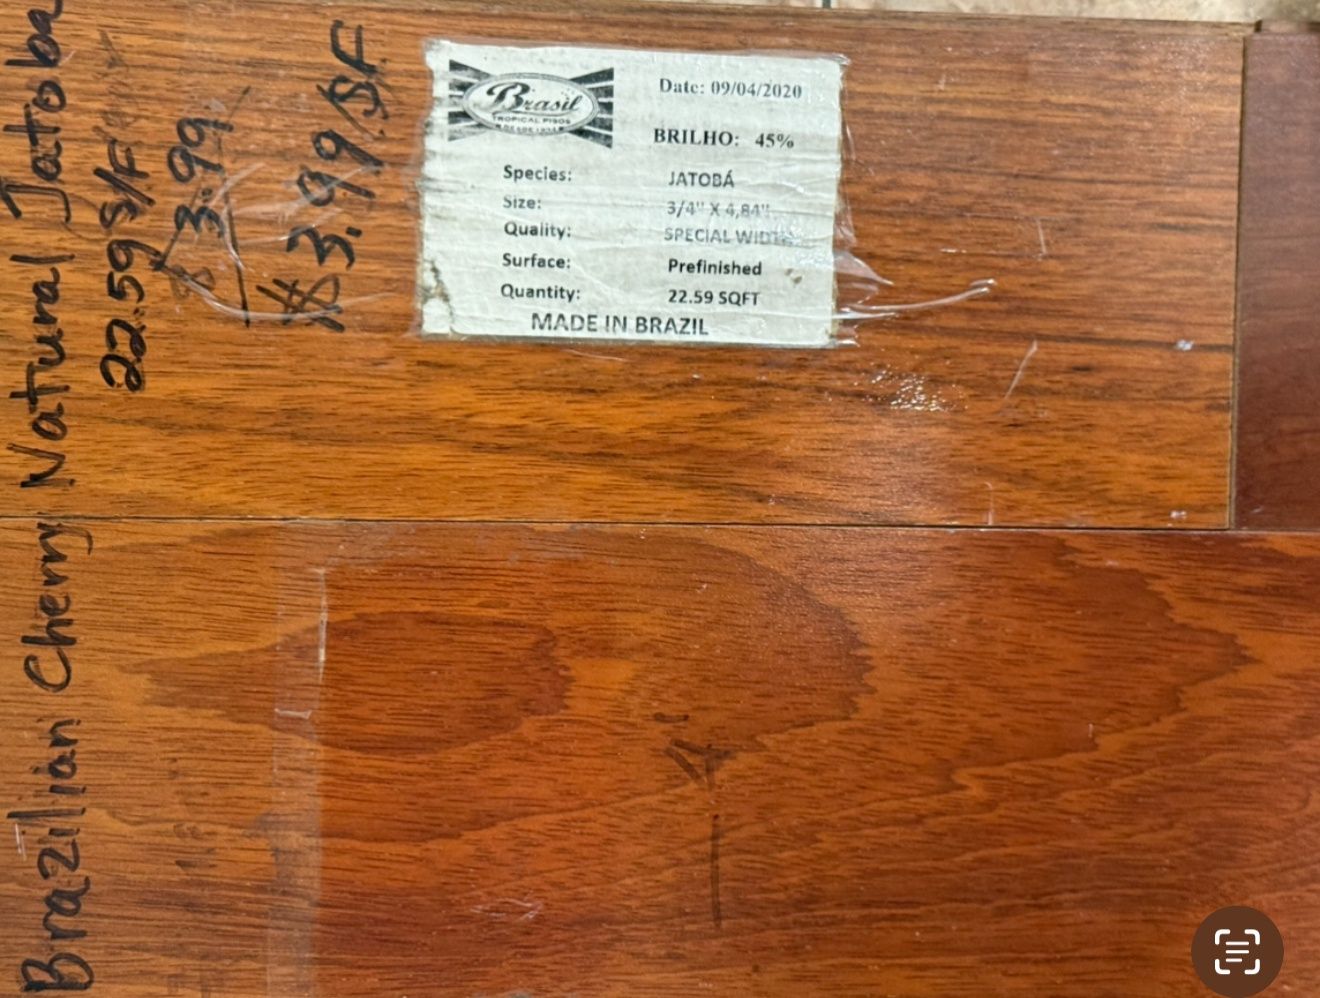 Brazilian Cherry Natural Jatoba
22.59 S/F
3.99
$3.99/SF
Brasil
TROPICAL PISOS
Date: 09/04/2020
BRILHO: 45%
Species: JATOBÁ
Size: 3/4" X 4,84"
Quality: SPECIAL WIDTH
Surface: Prefinished
Quantity: 22.59 SQFT
MADE IN BRAZIL